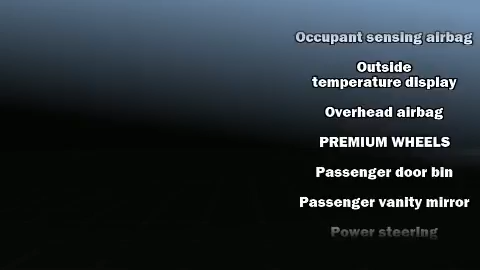 Occupant sensing airbag
Outside
temperature display
Overhead airbag
PREMIUM WHEELS
Passenger door bin
Passenger vanity mirror
Power steering